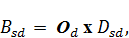 B_sd = O_d x D_sd,